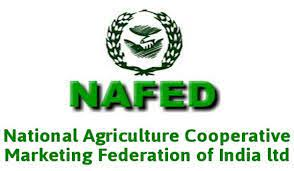 NAFED
National Agriculture Cooperative
Marketing Federation of India ltd